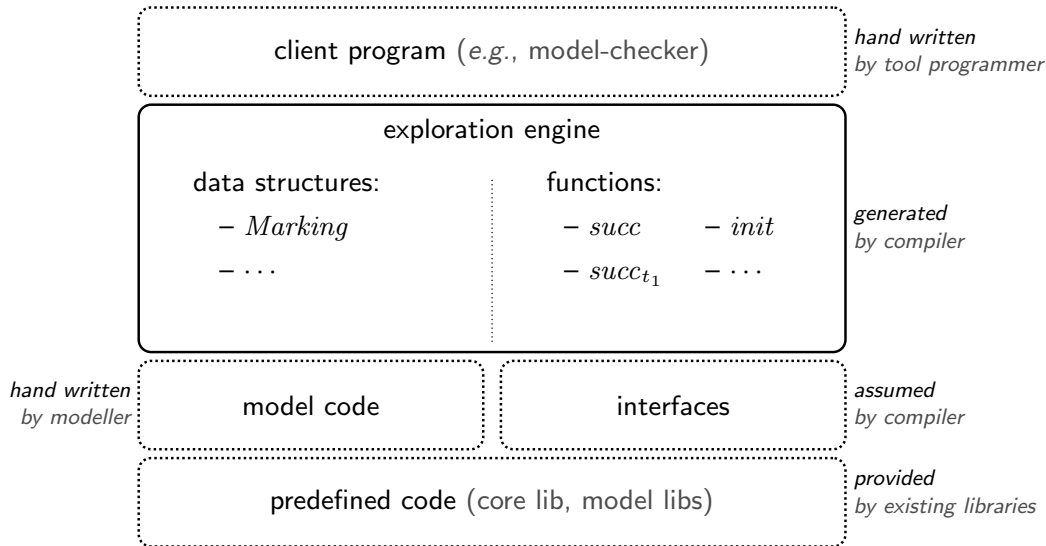 client program (e.g., model-checker)
hand written
by tool programmer
exploration engine
data structures:
– Marking
– ···
functions:
– succ – init
– succ_{t_1} – ···
generated
by compiler
hand written
by modeller
model code
interfaces
assumed
by compiler
predefined code (core lib, model libs)
provided
by existing libraries